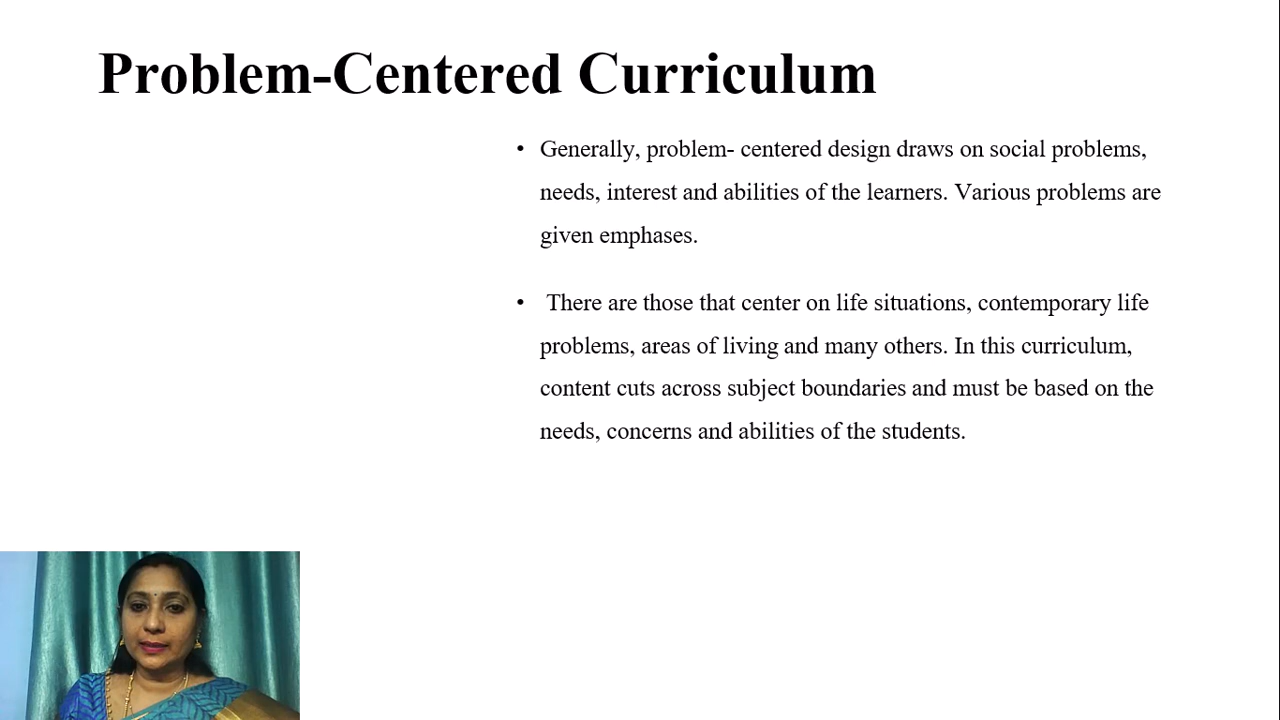 Problem-Centered Curriculum
• Generally, problem- centered design draws on social problems,
needs, interest and abilities of the learners. Various problems are
given emphases.
• There are those that center on life situations, contemporary life
problems, areas of living and many others. In this curriculum,
content cuts across subject boundaries and must be based on the
needs, concerns and abilities of the students.